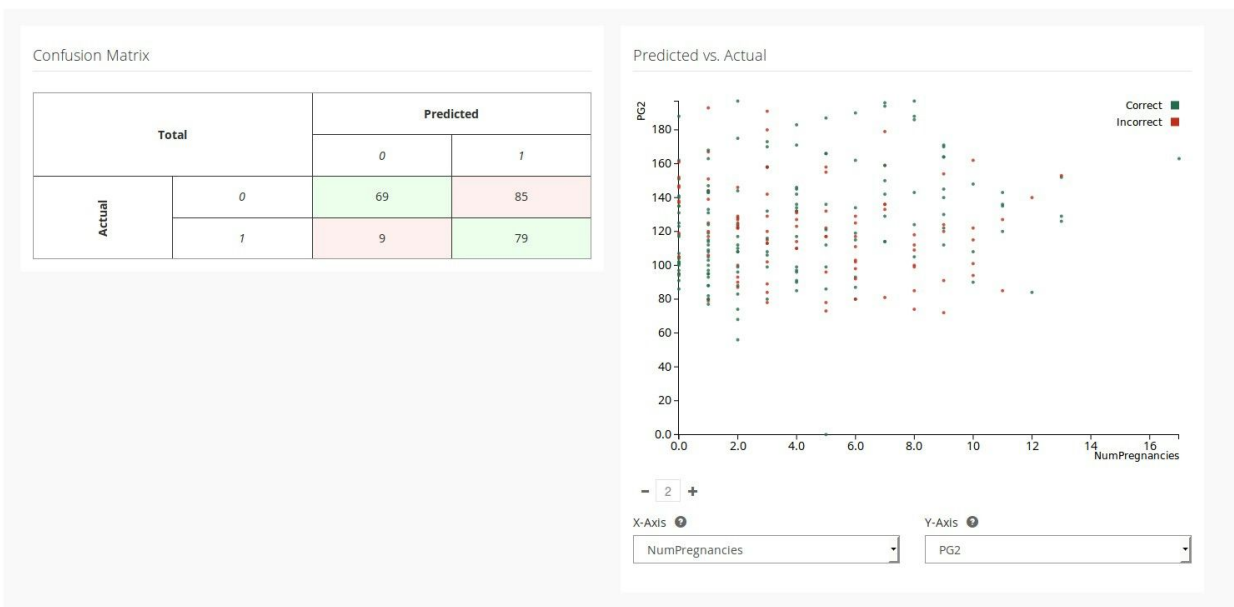 Confusion Matrix
Total
Predicted
0 1
Actual
0 69 85
1 9 79
Predicted vs. Actual
PG2
Correct
Incorrect
180
160
140
120
100
80
60
40
20
0.0
0.0 2.0 4.0 6.0 8.0 10 12 14 16
NumPregnancies
- 2 +
X-Axis ?
NumPregnancies
Y-Axis ?
PG2